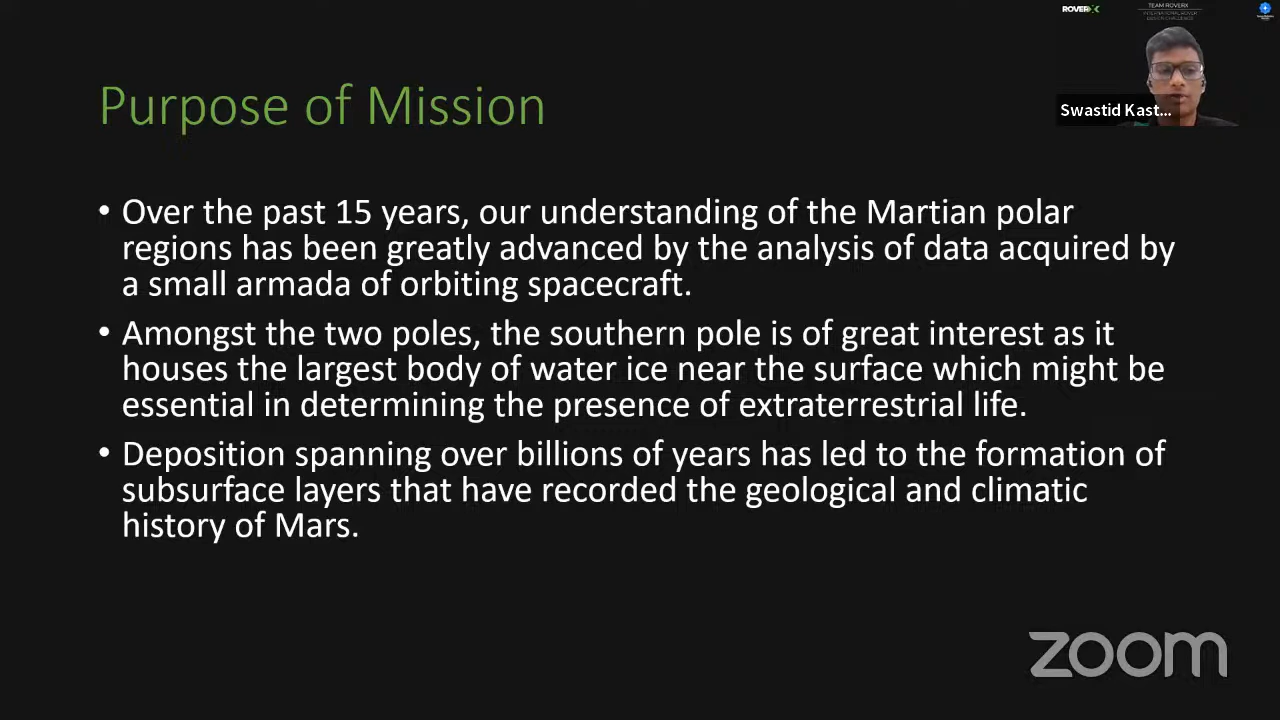 ROVERX
TEAM ROVERX
INTERNATIONAL ROVER
DESIGN CHALLENGE
Swastid Kast...
Purpose of Mission
• Over the past 15 years, our understanding of the Martian polar
regions has been greatly advanced by the analysis of data acquired by
a small armada of orbiting spacecraft.
• Amongst the two poles, the southern pole is of great interest as it
houses the largest body of water ice near the surface which might be
essential in determining the presence of extraterrestrial life.
• Deposition spanning over billions of years has led to the formation of
subsurface layers that have recorded the geological and climatic
history of Mars.
zoom